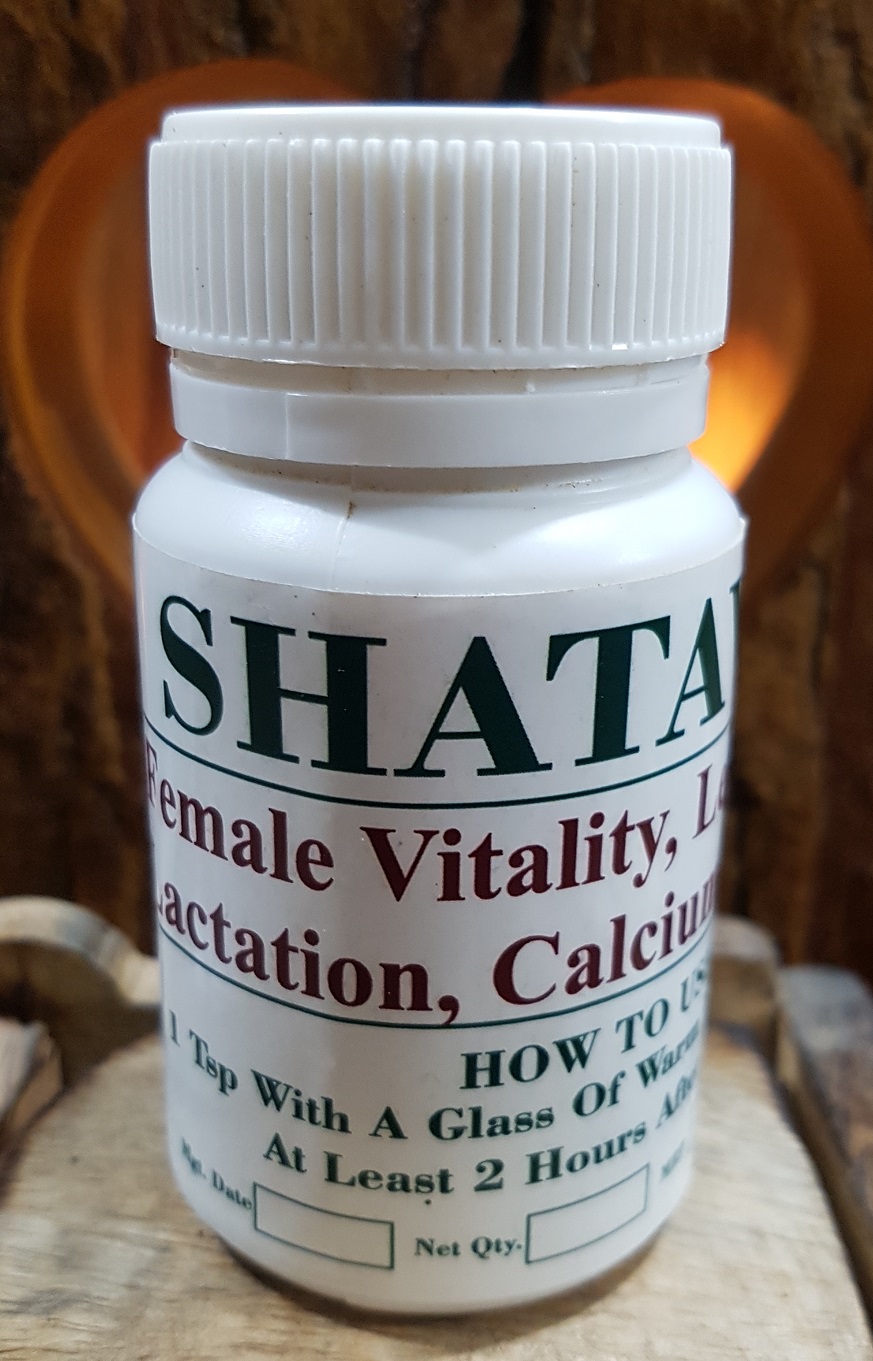 SHATA
Female Vitality, Le
Lactation, Calcium
HOW TO US
1 Tsp With A Glass Of Warm
At Least 2 Hours Afte
Mfg. Date
Net Qty.